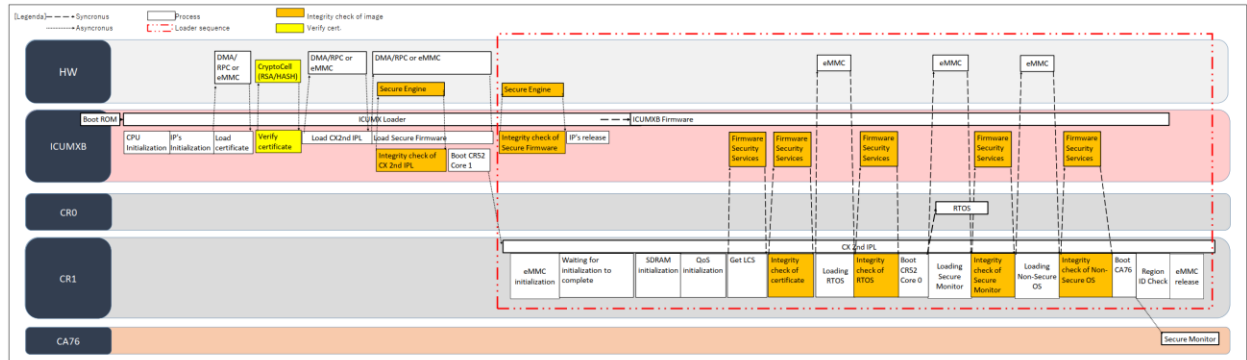 [Legenda]
Syncronus
Asyncronus
Process
Loader sequence
Integrity check of image
Verify cert.
HW
DMA/
RPC or
eMMC
CryptoCell
(RSA/HASH)
DMA/RPC or
eMMC
DMA/RPC or eMMC
Secure Engine
Secure Engine
eMMC
eMMC
eMMC
ICUMXB
Boot ROM
ICUMX Loader
ICUMXB Firmware
CPU
Initialization
IP's
Initialization
Load
certificate
Verify
certificate
Load CX2nd IPL
Load Secure Firmware
Integrity check of
CX 2nd IPL
Boot CR52
Core 1
Integrity check of
Secure Firmware
IP's release
Firmware
Security
Services
Firmware
Security
Services
Firmware
Security
Services
Firmware
Security
Services
Firmware
Security
Services
CR0
RTOS
CR1
CX 2nd IPL
eMMC
initialization
Waiting for
initialization to
complete
SDRAM
initialization
QoS
initialization
Get LCS
Integrity
check of
certificate
Loading
RTOS
Integrity
check of
RTOS
Boot
CR52
Core 0
Loading
Secure
Monitor
Integrity
check of
Secure
Monitor
Loading
Non-Secure
OS
Integrity
check of Non-
Secure OS
Boot
CA76
Region
ID Check
eMMC
release
CA76
Secure Monitor